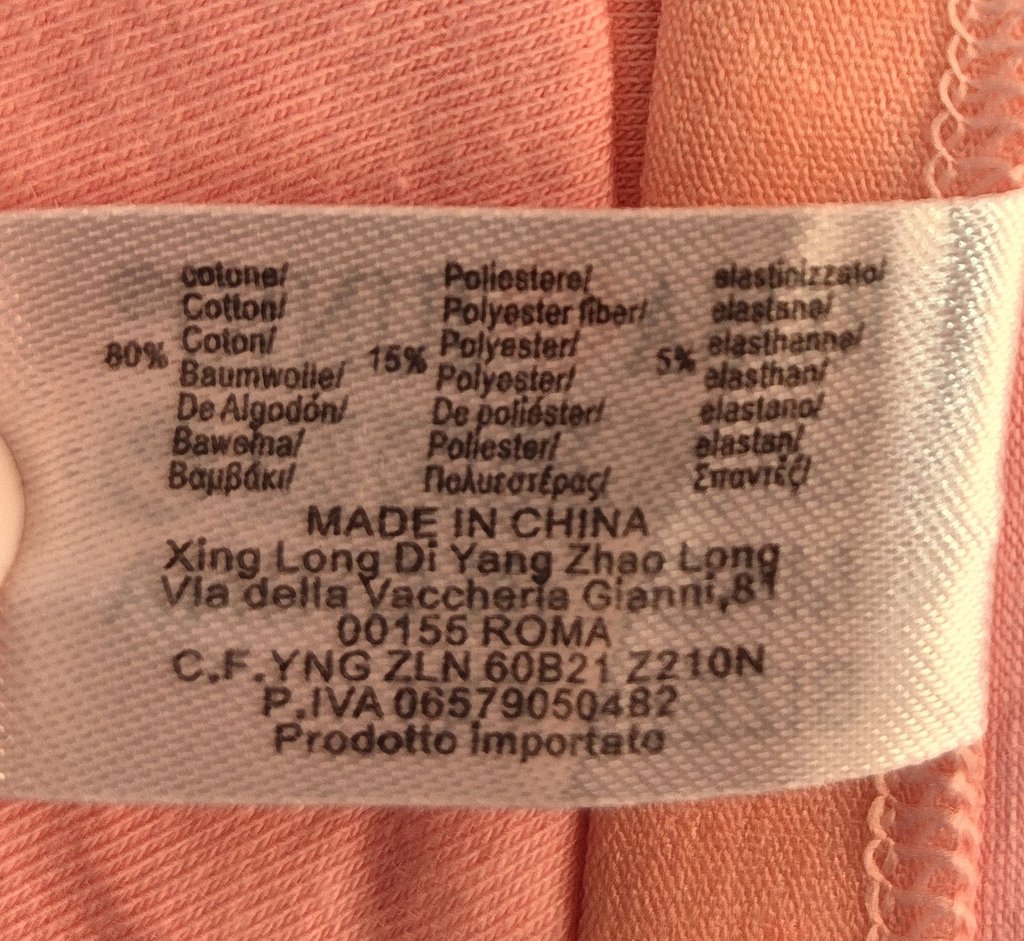 80%
cotone/
Cotton/
Coton/
Baumwolle/
De Algodón/
Bawełna/
Βαμβάκι/
15%
Poliestere/
Polyester fiber/
Polyester/
Polyester/
De poliéster/
Poliester/
Πολυεστέρας/
5%
elasticizzato/
elastane/
elasthanne/
elasthan/
elastano/
elastan/
Σπαντέζ/
MADE IN CHINA
Xing Long Di Yang Zhao Long
Via della Vaccheria Gianni,81
00155 ROMA
C.F.YNG ZLN 60B21 Z210N
P.IVA 06579050482
Prodotto importato